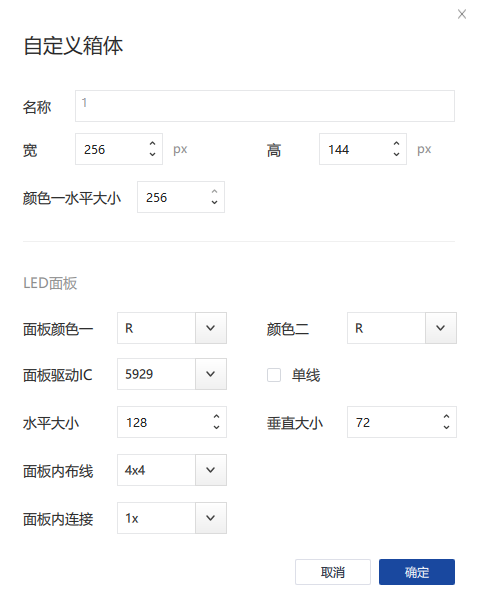 自定义箱体
名称 1
宽 256 px 高 144 px
颜色一水平大小 256
LED面板
面板颜色一 R 颜色二 R
面板驱动IC 5929 单线
水平大小 128 垂直大小 72
面板内布线 4x4
面板内连接 1x
取消 确定